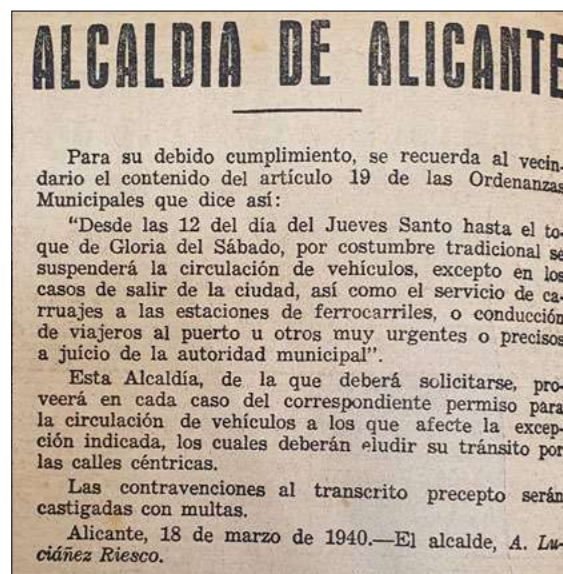 ALCALDIA DE ALICANTE
Para su debido cumplimiento, se recuerda al vecin-
dario el contenido del artículo 19 de las Ordenanzas
Municipales que dice así:
"Desde las 12 del día del Jueves Santo hasta el to-
que de Gloria del Sábado, por costumbre tradicional se
suspenderá la circulación de vehículos, excepto en los
casos de salir de la ciudad, así como el servicio de ca-
rruajes a las estaciones de ferrocarriles, o conducción
de viajeros al puerto u otros muy urgentes o precisos
a juício de la autoridad municipal".
Esta Alcaldía, de la que deberá solicitarse, pro-
veerá en cada caso del correspondiente permiso para
la circulación de vehículos a los que afecte la excep-
ción indicada, los cuales deberán eludir su tránsito por
las calles céntricas.
Las contravenciones al transcrito precepto serán
castigadas con multas.
Alicante, 18 de marzo de 1940.—El alcalde, A. Lu-
ciáñez Riesco.